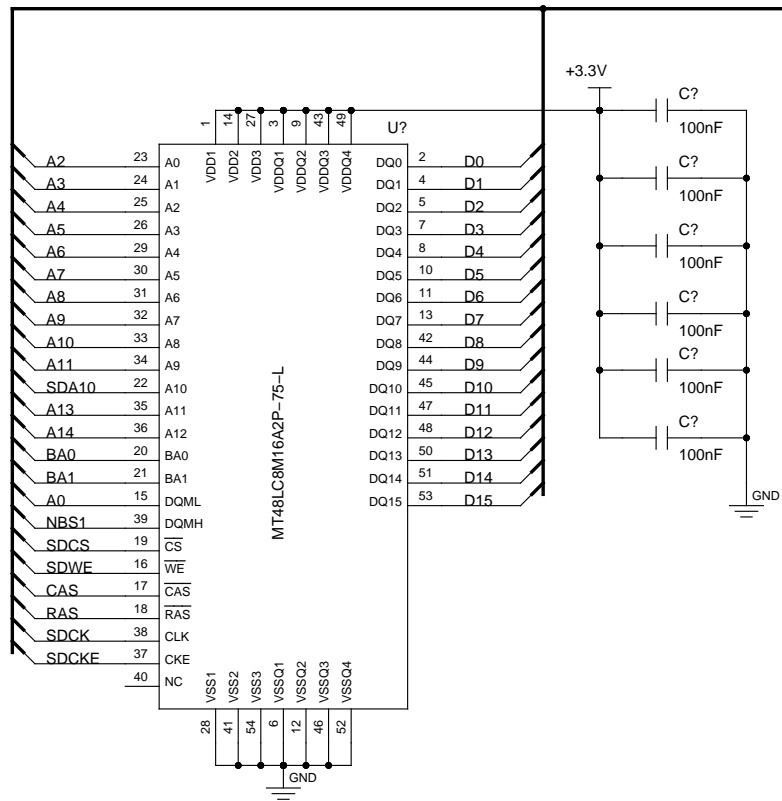 +3.3V
C?
100nF
C?
100nF
C?
100nF
C?
100nF
C?
100nF
C?
100nF
GND
U?
1 14 27 3 9 43 49
VDD1 VDD2 VDD3 VDDQ1 VDDQ2 VDDQ3 VDDQ4
A2 23 A0 DQ0 2 D0
A3 24 A1 DQ1 4 D1
A4 25 A2 DQ2 5 D2
A5 26 A3 DQ3 7 D3
A6 29 A4 DQ4 8 D4
A7 30 A5 DQ5 10 D5
A8 31 A6 DQ6 11 D6
A9 32 A7 DQ7 13 D7
A10 33 A8 DQ8 42 D8
A11 34 A9 DQ9 44 D9
SDA10 22 A10 DQ10 45 D10
A13 35 A11 DQ11 47 D11
A14 36 A12 DQ12 48 D12
BA0 20 BA0 DQ13 50 D13
BA1 21 BA1 DQ14 51 D14
A0 15 DQML DQ15 53 D15
NBS1 39 DQMH
SDCS 19 CS
SDWE 16 WE
CAS 17 CAS
RAS 18 RAS
SDCK 38 CLK
SDCKE 37 CKE
40 NC
MT48LC8M16A2P-75-L
VSS1 VSS2 VSS3 VSSQ1 VSSQ2 VSSQ3 VSSQ4
28 41 54 6 12 46 52
GND